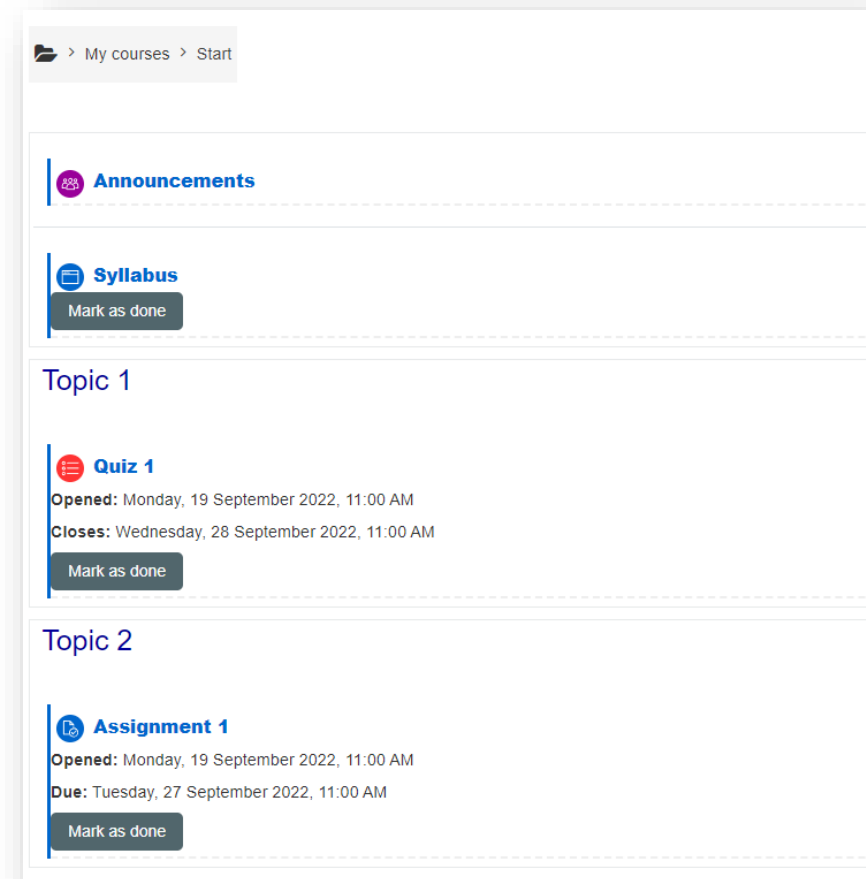 > My courses > Start
Announcements
Syllabus
Mark as done
Topic 1
Quiz 1
Opened: Monday, 19 September 2022, 11:00 AM
Closes: Wednesday, 28 September 2022, 11:00 AM
Mark as done
Topic 2
Assignment 1
Opened: Monday, 19 September 2022, 11:00 AM
Due: Tuesday, 27 September 2022, 11:00 AM
Mark as done